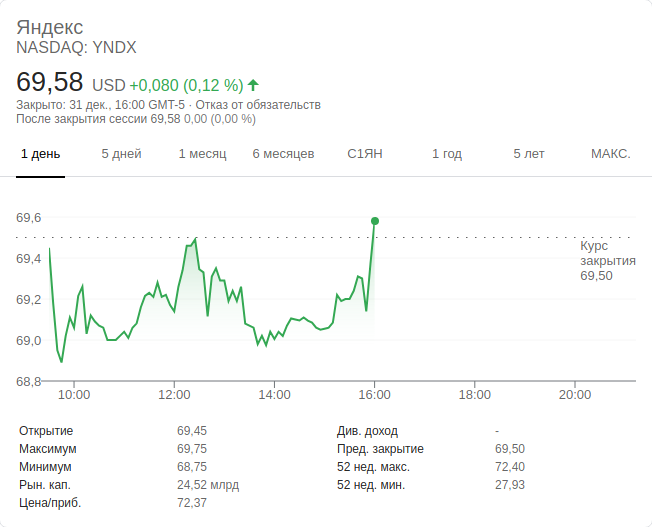 Яндекс
NASDAQ: YNDX
69,58 USD +0,080 (0,12 %)
Закрыто: 31 дек., 16:00 GMT-5 · Отказ от обязательств
После закрытия сессии 69,58 0,00 (0,00 %)
1 день 5 дней 1 месяц 6 месяцев С1ЯН 1 год 5 лет МАКС.
69,6
69,4
69,2
69,0
68,8
Курс
закрытия
69,50
10:00 12:00 14:00 16:00 18:00 20:00
Открытие 69,45 Див. доход -
Максимум 69,75 Пред. закрытие 69,50
Минимум 68,75 52 нед. макс. 72,40
Рын. кап. 24,52 млрд 52 нед. мин. 27,93
Цена/приб. 72,37